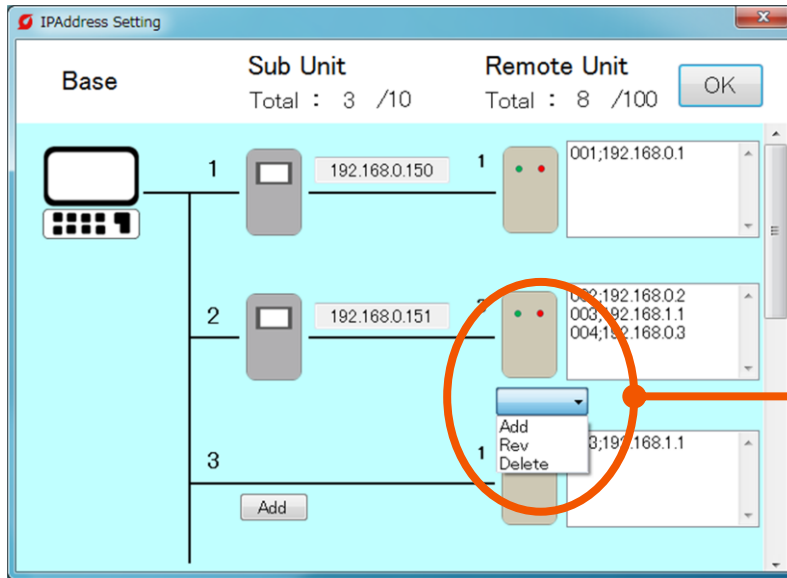 IPAddress Setting
Base
Sub Unit
Total : 3 /10
Remote Unit
Total : 8 /100
OK
1
192.168.0.150
1
001;192.168.0.1
2
192.168.0.151
002;192.168.0.2
003;192.168.1.1
004;192.168.0.3
Add
Rev
Delete
3
Add
1
3;192.168.1.1